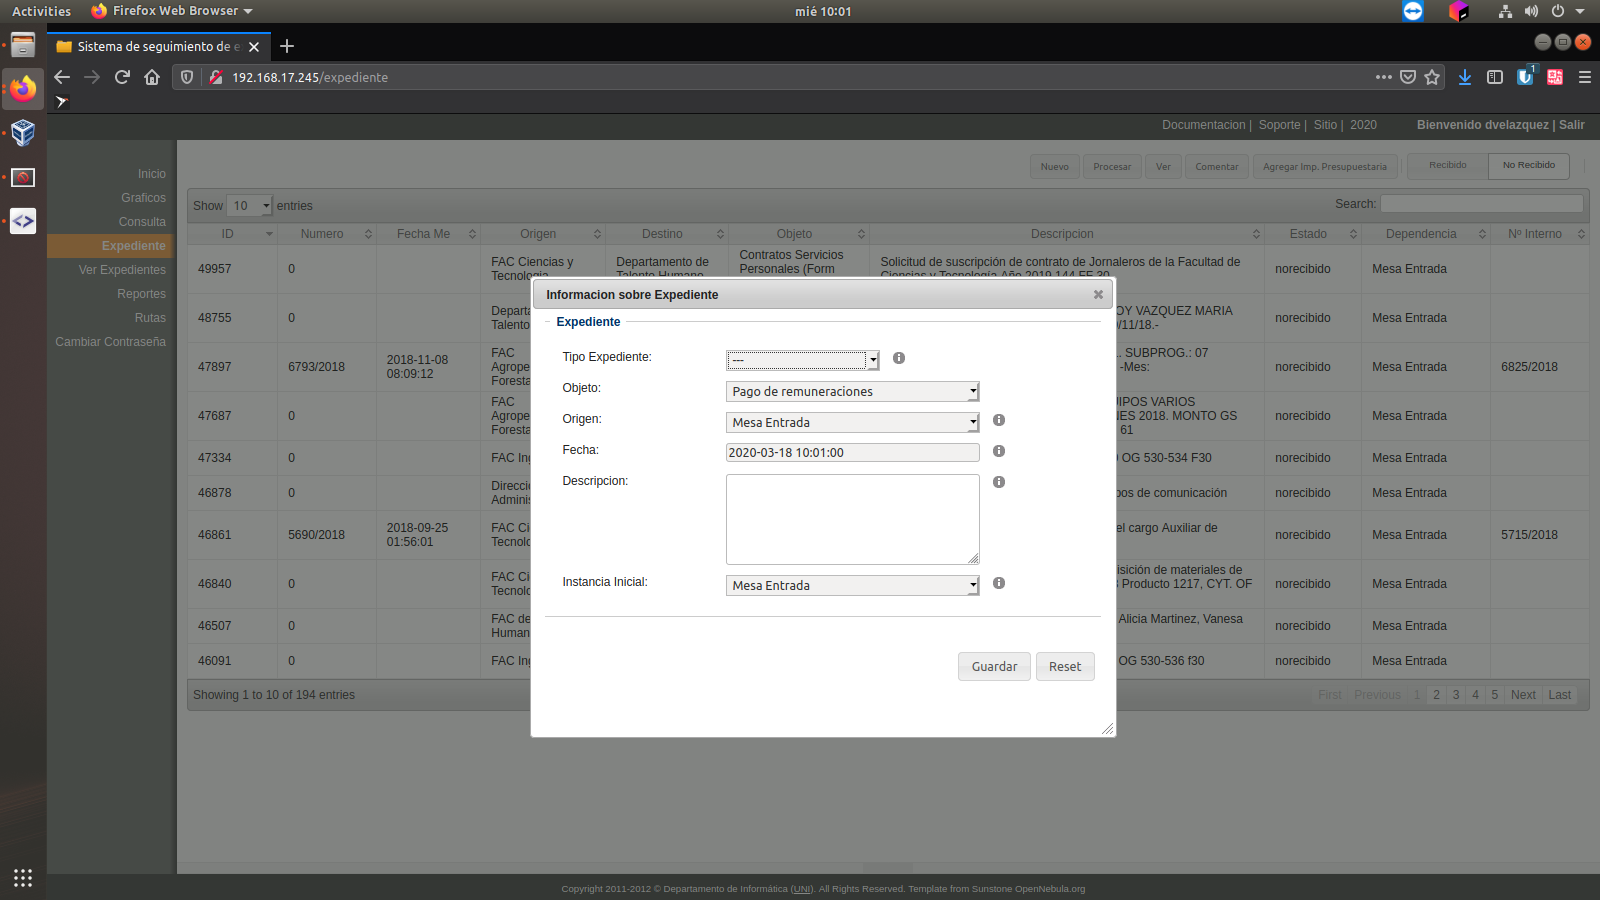 Activities
Firefox Web Browser
mié 10:01
Sistema de seguimiento de e
192.168.17.245/expediente
1
Documentacion | Soporte | Sitio | 2020
Bienvenido dvelazquez | Salir
Inicio
Graficos
Consulta
Expediente
Ver Expedientes
Reportes
Rutas
Cambiar Contraseña
Nuevo
Procesar
Ver
Comentar
Agregar Imp. Presupuestaria
Recibido
No Recibido
Show 10 entries
Search:
ID Numero Fecha Me Origen Destino Objeto Descripcion Estado Dependencia Nº Interno
49957 0 FAC Ciencias y Tecnologia Departamento de Talento Humano Contratos Servicios Personales (Form Solicitud de suscripción de contrato de Jornaleros de la Facultad de Ciencias y Tecnología Año 2019 144 FF 30 norecibido Mesa Entrada
48755 0 Departa Talento OY VAZQUEZ MARIA /11/18.- norecibido Mesa Entrada
47897 6793/2018 2018-11-08 08:09:12 FAC Agrope Foresta . SUBPROG.: 07 -Mes: norecibido Mesa Entrada 6825/2018
47687 0 FAC Agrope Foresta UIPOS VARIOS NES 2018. MONTO GS 61 norecibido Mesa Entrada
47334 0 FAC Ing OG 530-534 F30 norecibido Mesa Entrada
46878 0 Direcci Adminis os de comunicación norecibido Mesa Entrada
46861 5690/2018 2018-09-25 01:56:01 FAC Ci Tecnolo el cargo Auxiliar de norecibido Mesa Entrada 5715/2018
46840 0 FAC Ci Tecnolo isición de materiales de Producto 1217, CYT. OF norecibido Mesa Entrada
46507 0 FAC de Human Alicia Martinez, Vanesa norecibido Mesa Entrada
46091 0 FAC Ing OG 530-536 f30 norecibido Mesa Entrada
Showing 1 to 10 of 194 entries
First Previous 1 2 3 4 5 Next Last
Informacion sobre Expediente
Expediente
Tipo Expediente: ---
Objeto: Pago de remuneraciones
Origen: Mesa Entrada
Fecha: 2020-03-18 10:01:00
Descripcion:
Instancia Inicial: Mesa Entrada
Guardar
Reset
Copyright 2011-2012 © Departamento de Informática (UNI). All Rights Reserved. Template from Sunstone OpenNebula.org